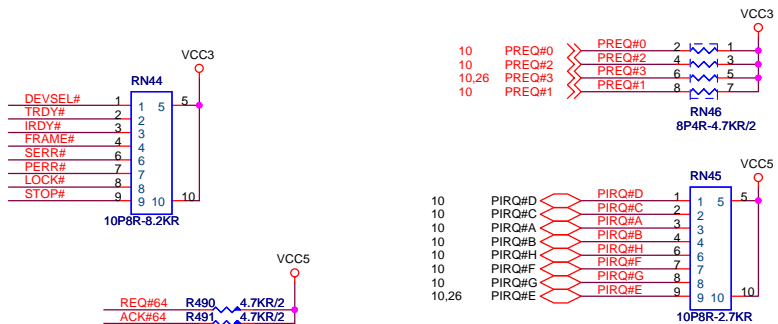 VCC3
RN44
DEVSEL# 1 1 5 5
TRDY# 2 2
IRDY# 3 3
FRAME# 4 4
SERR# 6 6
PERR# 7 7
LOCK# 8 8
STOP# 9 9 10 10
10P8R-8.2KR
VCC5
REQ#64 R490 4.7KR/2
ACK#64 R491 4.7KR/2
VCC3
10 PREQ#0 PREQ#0 2 1
10 PREQ#2 PREQ#2 4 3
10,26 PREQ#3 PREQ#3 6 5
10 PREQ#1 PREQ#1 8 7
RN46
8P4R-4.7KR/2
VCC5
RN45
10 PIRQ#D PIRQ#D 1 1 5 5
10 PIRQ#C PIRQ#C 2 2
10 PIRQ#A PIRQ#A 3 3
10 PIRQ#B PIRQ#B 4 4
10 PIRQ#H PIRQ#H 6 6
10 PIRQ#F PIRQ#F 7 7
10 PIRQ#G PIRQ#G 8 8
10,26 PIRQ#E PIRQ#E 9 9 10 10
10P8R-2.7KR